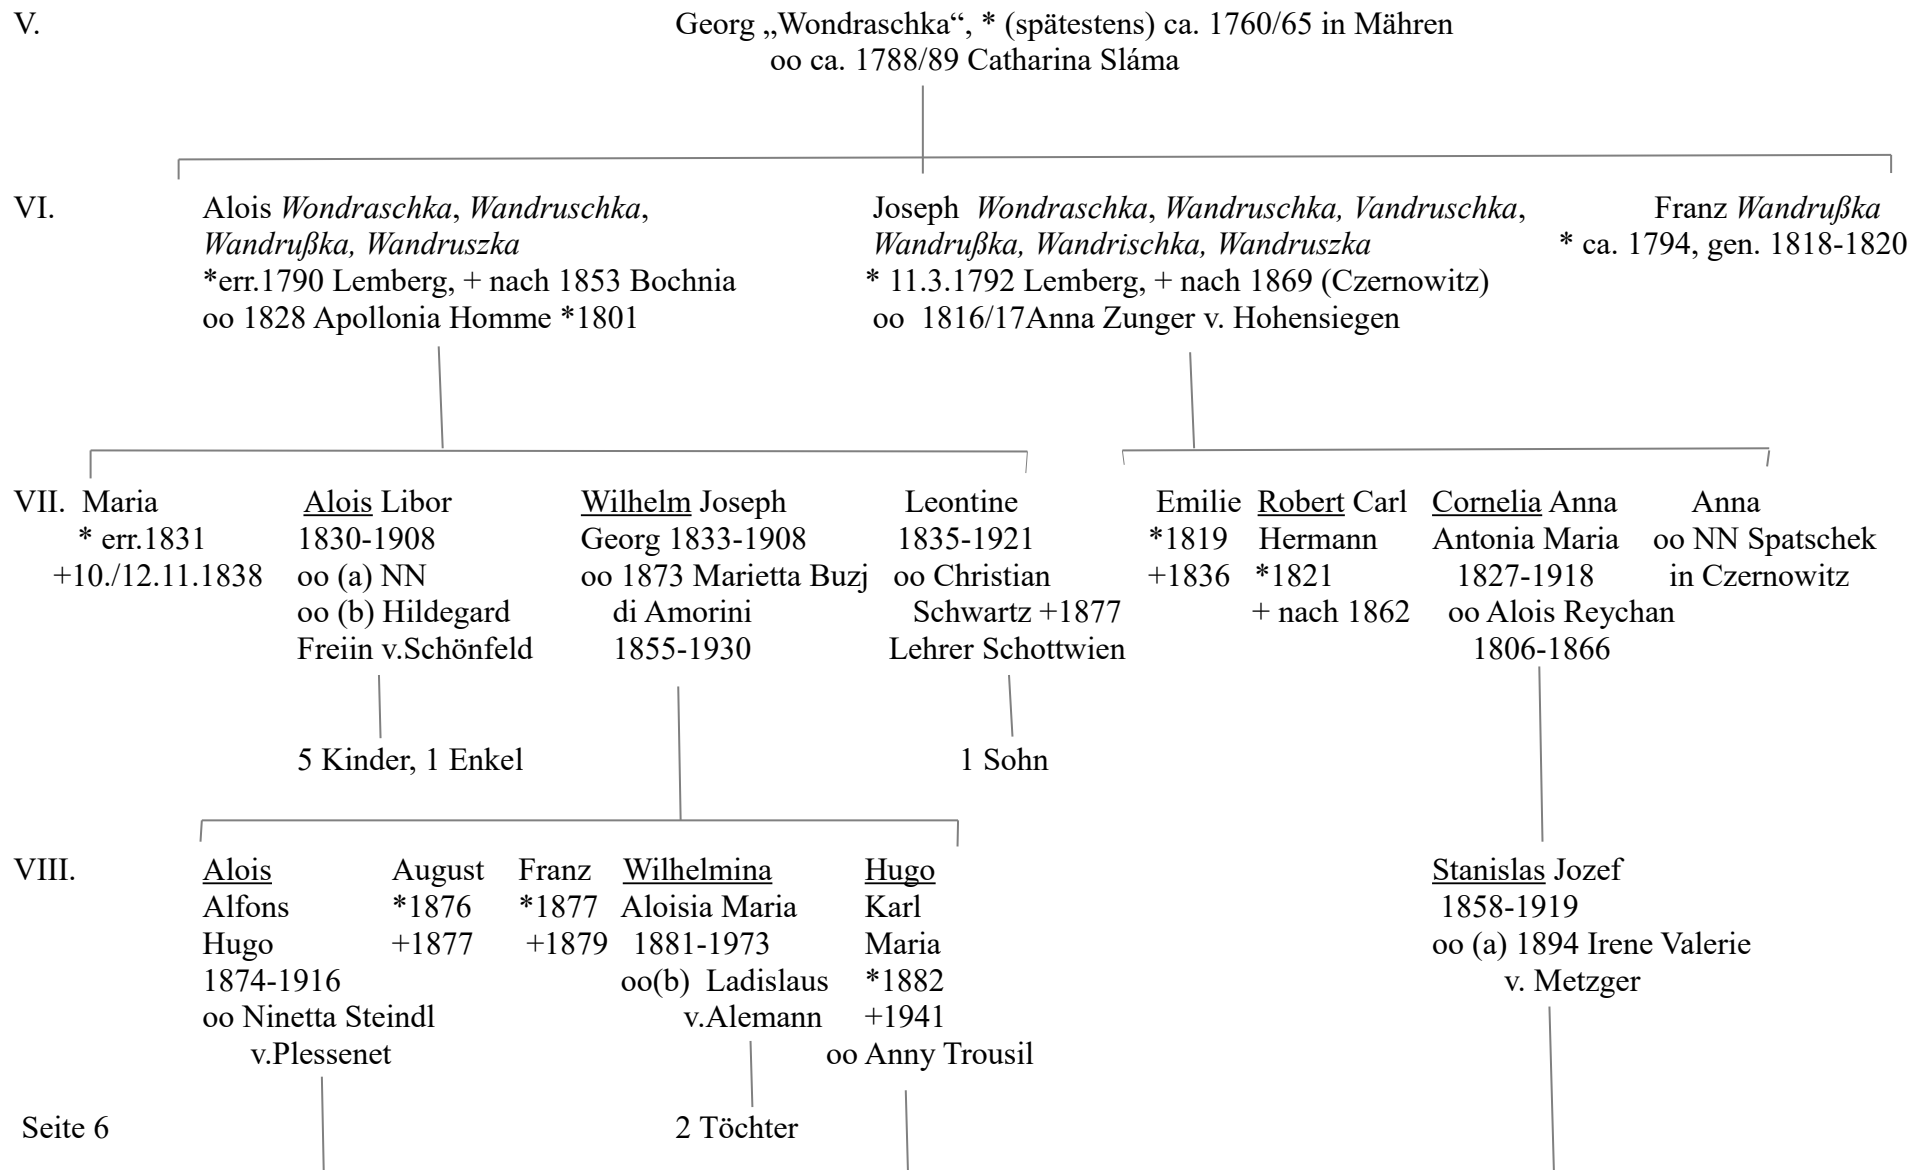 V.
Georg „Wondraschka“, * (spätestens) ca. 1760/65 in Mähren
oo ca. 1788/89 Catharina Sláma
VI.
Alois Wondraschka, Wandruschka,
Wandrußka, Wandruszka
*err.1790 Lemberg, + nach 1853 Bochnia
oo 1828 Apollonia Homme *1801
Joseph Wondraschka, Wandruschka, Vandruschka,
Wandrußka, Wandrischka, Wandruszka
* 11.3.1792 Lemberg, + nach 1869 (Czernowitz)
oo 1816/17Anna Zunger v. Hohensiegen
Franz Wandrußka
* ca. 1794, gen. 1818-1820
VII.
Maria
* err.1831
+10./12.11.1838
Alois Libor
1830-1908
oo (a) NN
oo (b) Hildegard
Freiin v.Schönfeld
Wilhelm Joseph
Georg 1833-1908
oo 1873 Marietta Buzj
di Amorini
1855-1930
Leontine
1835-1921
oo Christian
Schwartz +1877
Lehrer Schottwien
Emilie
*1819
+1836
Robert Carl
Hermann
*1821
+ nach 1862
Cornelia Anna
Antonia Maria
1827-1918
oo Alois Reychan
1806-1866
Anna
oo NN Spatschek
in Czernowitz
5 Kinder, 1 Enkel
1 Sohn
VIII.
Alois
Alfons
Hugo
1874-1916
oo Ninetta Steindl
v.Plessenet
August
*1876
+1877
Franz
*1877
+1879
Wilhelmina
Aloisia Maria
1881-1973
oo(b) Ladislaus
v.Alemann
Hugo
Karl
Maria
*1882
+1941
oo Anny Trousil
Stanislas Jozef
1858-1919
oo (a) 1894 Irene Valerie
v. Metzger
Seite 6
2 Töchter